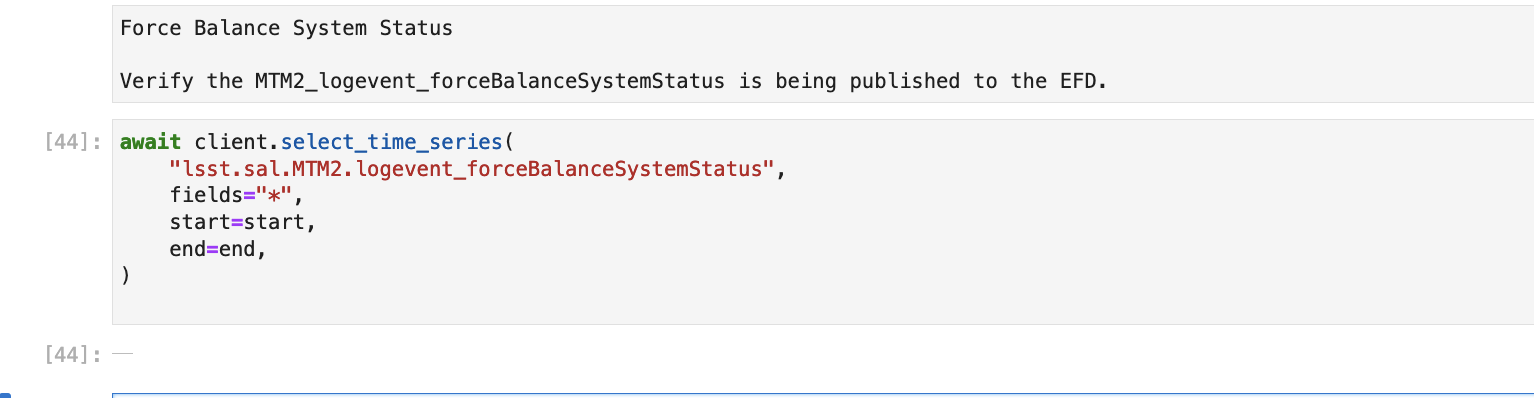 Force Balance System Status
Verify the MTM2_logevent_forceBalanceSystemStatus is being published to the EFD.
[44]: await client.select_time_series(
"lsst.sal.MTM2.logevent_forceBalanceSystemStatus",
fields="*",
start=start,
end=end,
)
[44]: